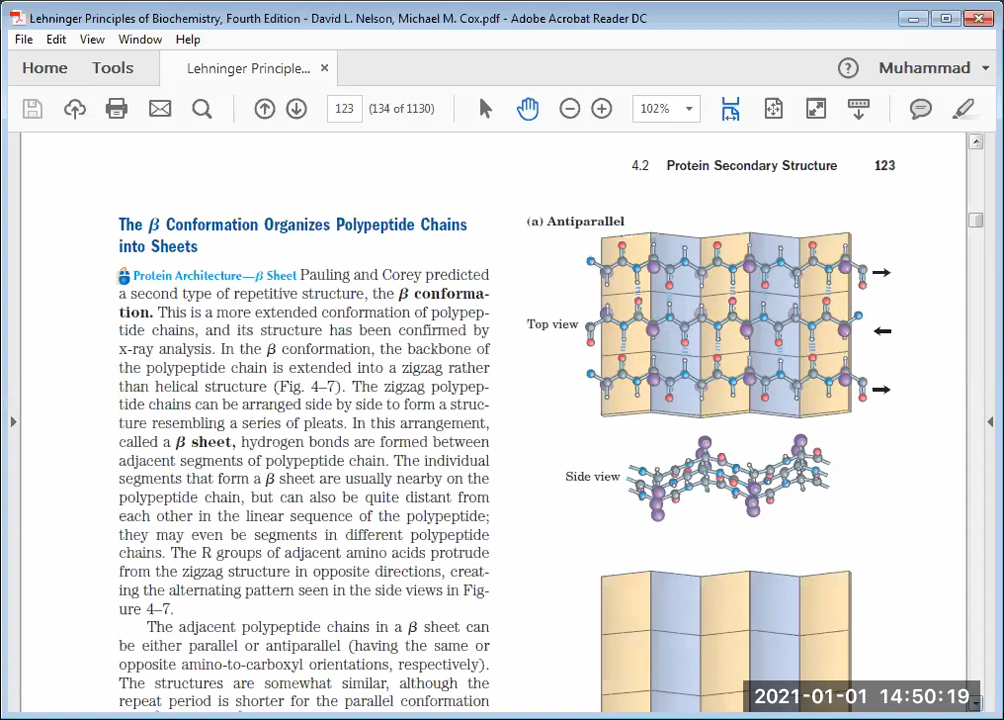 Lehninger Principles of Biochemistry, Fourth Edition - David L. Nelson, Michael M. Cox.pdf - Adobe Acrobat Reader DC
File Edit View Window Help
Home Tools Lehninger Principle... × ? Muhammad
123 (134 of 1130) 102%
4.2 Protein Secondary Structure 123
The β Conformation Organizes Polypeptide Chains
into Sheets
Protein Architecture—β Sheet Pauling and Corey predicted
a second type of repetitive structure, the β conforma-
tion. This is a more extended conformation of polypep-
tide chains, and its structure has been confirmed by
x-ray analysis. In the β conformation, the backbone of
the polypeptide chain is extended into a zigzag rather
than helical structure (Fig. 4–7). The zigzag polypep-
tide chains can be arranged side by side to form a struc-
ture resembling a series of pleats. In this arrangement,
called a β sheet, hydrogen bonds are formed between
adjacent segments of polypeptide chain. The individual
segments that form a β sheet are usually nearby on the
polypeptide chain, but can also be quite distant from
each other in the linear sequence of the polypeptide;
they may even be segments in different polypeptide
chains. The R groups of adjacent amino acids protrude
from the zigzag structure in opposite directions, creat-
ing the alternating pattern seen in the side views in Fig-
ure 4–7.
The adjacent polypeptide chains in a β sheet can
be either parallel or antiparallel (having the same or
opposite amino-to-carboxyl orientations, respectively).
The structures are somewhat similar, although the
repeat period is shorter for the parallel conformation
(a) Antiparallel
Top view
Side view
2021-01-01 14:50:19